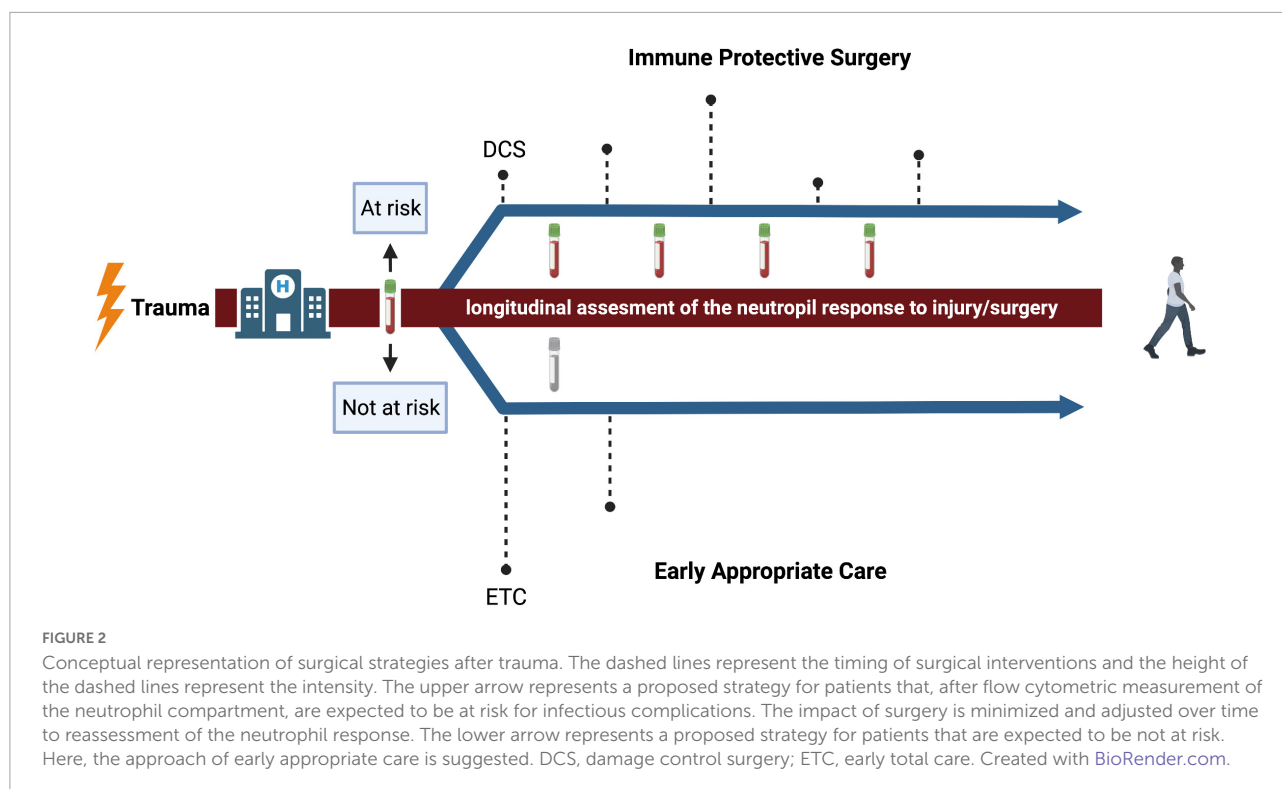 Immune Protective Surgery
DCS
At risk
H
Trauma
longitudinal assesment of the neutropil response to injury/surgery
Not at risk
Early Appropriate Care
ETC
FIGURE 2
Conceptual representation of surgical strategies after trauma. The dashed lines represent the timing of surgical interventions and the height of
the dashed lines represent the intensity. The upper arrow represents a proposed strategy for patients that, after flow cytometric measurement of
the neutrophil compartment, are expected to be at risk for infectious complications. The impact of surgery is minimized and adjusted over time
to reassessment of the neutrophil response. The lower arrow represents a proposed strategy for patients that are expected to be not at risk.
Here, the approach of early appropriate care is suggested. DCS, damage control surgery; ETC, early total care. Created with BioRender.com.